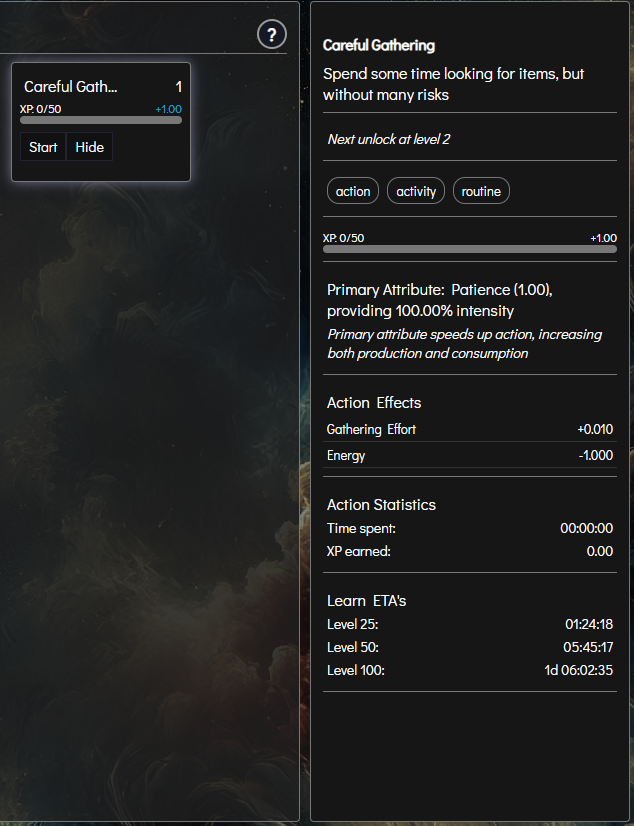 ?
Careful Gath... 1
XP: 0/50 +1.00
Start Hide
Careful Gathering
Spend some time looking for items, but
without many risks
Next unlock at level 2
action activity routine
XP: 0/50 +1.00
Primary Attribute: Patience (1.00),
providing 100.00% intensity
Primary attribute speeds up action, increasing
both production and consumption
Action Effects
Gathering Effort +0.010
Energy -1.000
Action Statistics
Time spent: 00:00:00
XP earned: 0.00
Learn ETA's
Level 25: 01:24:18
Level 50: 05:45:17
Level 100: 1d 06:02:35